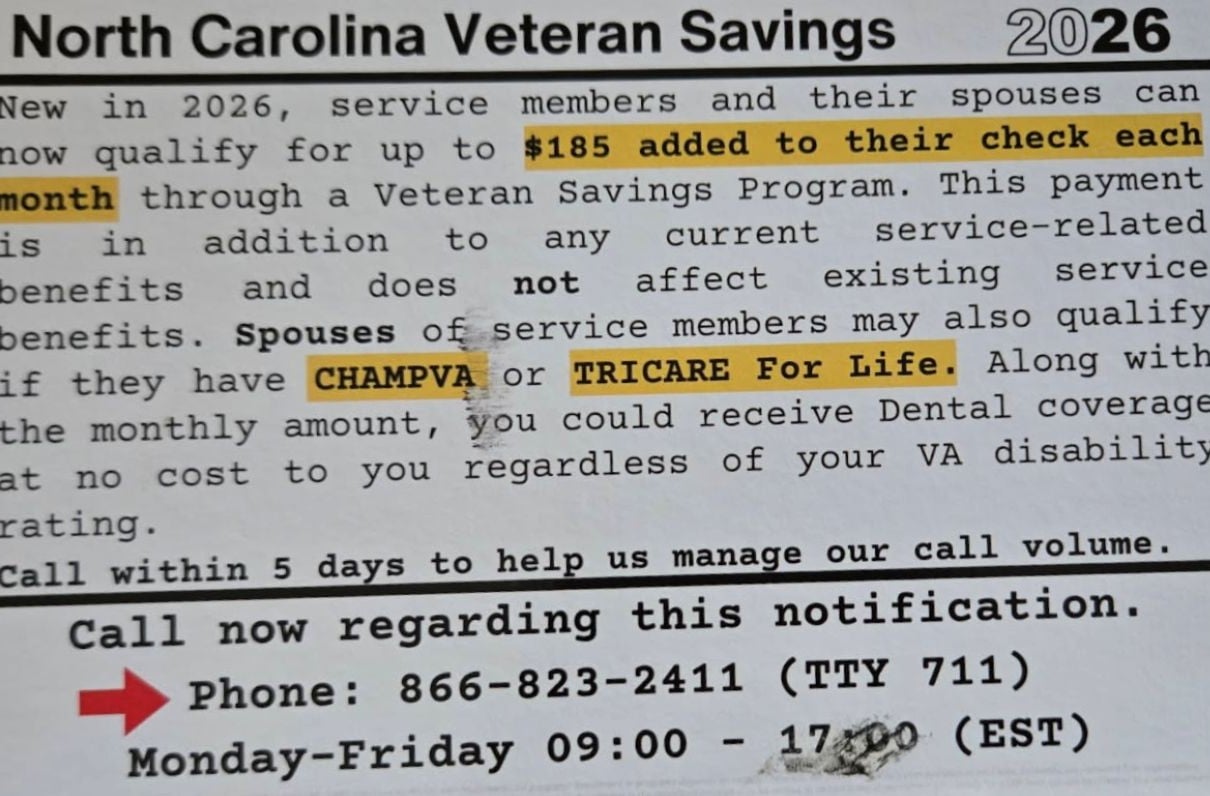 North Carolina Veteran Savings 2026
New in 2026, service members and their spouses can
now qualify for up to $185 added to their check each
month through a Veteran Savings Program. This payment
is in addition to any current service-related
benefits and does not affect existing service
benefits. Spouses of service members may also qualify
if they have CHAMPVA or TRICARE For Life. Along with
the monthly amount, you could receive Dental coverage
at no cost to you regardless of your VA disability
rating.
Call within 5 days to help us manage our call volume.
Call now regarding this notification.
Phone: 866-823-2411 (TTY 711)
Monday-Friday 09:00 - 17:00 (EST)